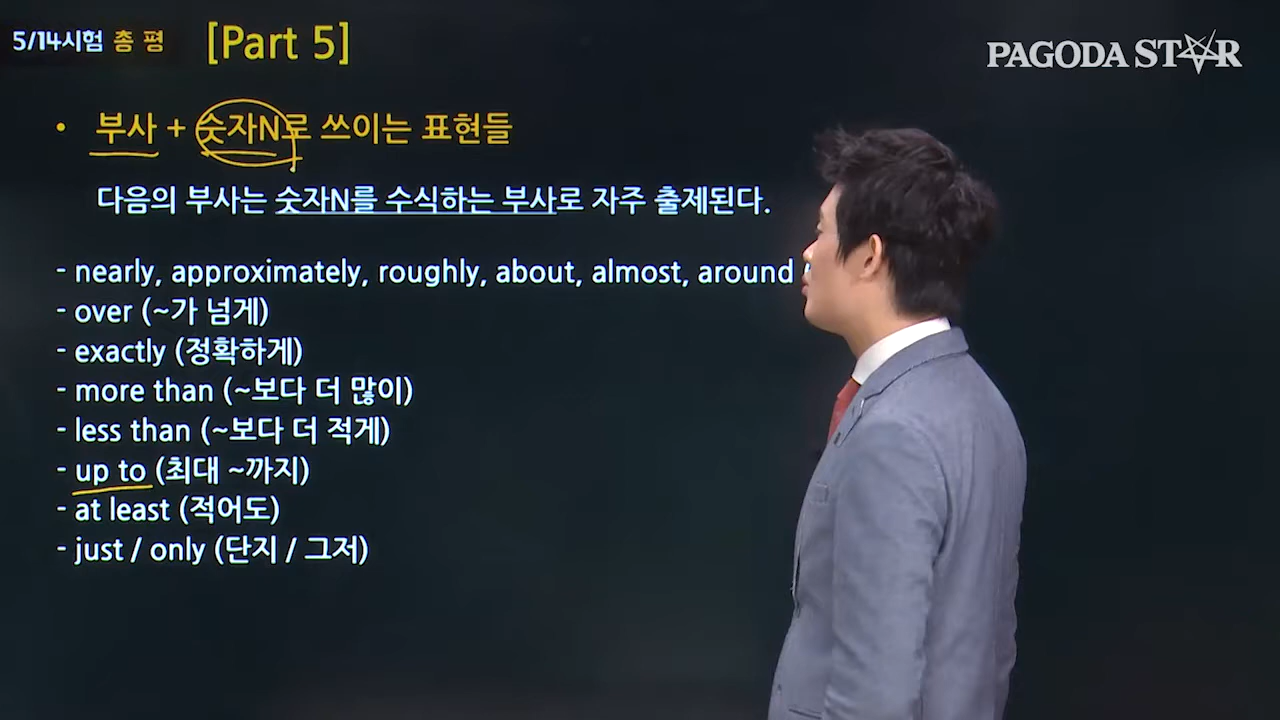 5/14시험 총 평
[Part 5]
PAGODA STAR
• 부사 + 숫자N로 쓰이는 표현들
다음의 부사는 숫자N를 수식하는 부사로 자주 출제된다.
- nearly, approximately, roughly, about, almost, around
- over (~가 넘게)
- exactly (정확하게)
- more than (~보다 더 많이)
- less than (~보다 더 적게)
- up to (최대 ~까지)
- at least (적어도)
- just / only (단지 / 그저)